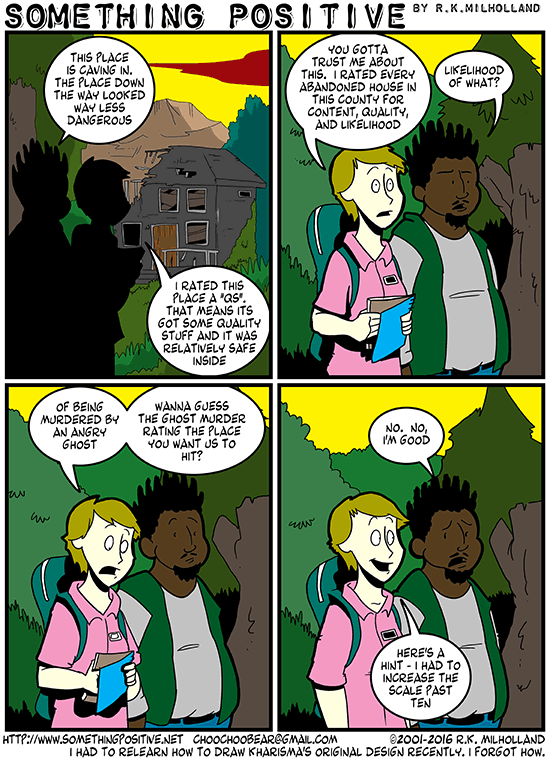 SOMETHING POSITIVE BY R.K.MILHOLLAND
THIS PLACE
IS CAVING IN.
THE PLACE DOWN
THE WAY LOOKED
WAY LESS
DANGEROUS
I RATED THIS
PLACE A "QS".
THAT MEANS ITS
GOT SOME QUALITY
STUFF AND IT WAS
RELATIVELY SAFE
INSIDE
YOU GOTTA
TRUST ME ABOUT
THIS. I RATED EVERY
ABANDONED HOUSE IN
THIS COUNTY FOR
CONTENT, QUALITY,
AND LIKELIHOOD
LIKELIHOOD
OF WHAT?
OF BEING
MURDERED BY
AN ANGRY
GHOST
WANNA GUESS
THE GHOST MURDER
RATING THE PLACE
YOU WANT US TO
HIT?
NO. NO,
I'M GOOD
HERE'S A
HINT - I HAD TO
INCREASE THE
SCALE PAST
TEN
HTTP://WWW.SOMETHINGPOSITIVE.NET CHOOCHOOBEAR@GMAIL.COM ©2001-2016 R.K. MILHOLLAND
I HAD TO RELEARN HOW TO DRAW KHARISMA'S ORIGINAL DESIGN RECENTLY. I FORGOT HOW.